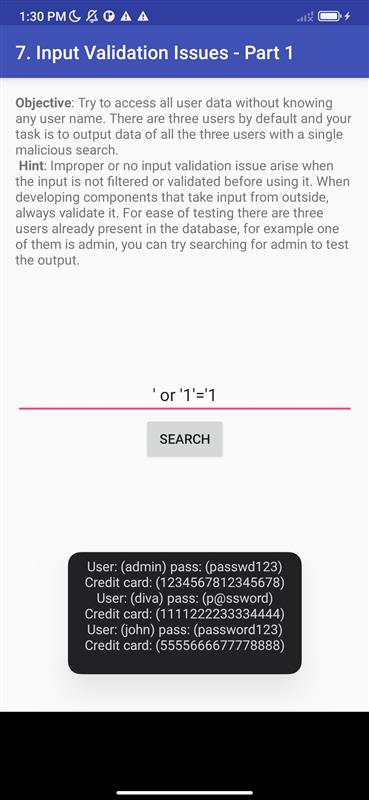 1:30 PM
7. Input Validation Issues - Part 1
Objective: Try to access all user data without knowing
any user name. There are three users by default and your
task is to output data of all the three users with a single
malicious search.
Hint: Improper or no input validation issue arise when
the input is not filtered or validated before using it. When
developing components that take input from outside,
always validate it. For ease of testing there are three
users already present in the database, for example one
of them is admin, you can try searching for admin to test
the output.
' or '1'='1
SEARCH
User: (admin) pass: (passwd123)
Credit card: (1234567812345678)
User: (diva) pass: (p@ssword)
Credit card: (1111222233334444)
User: (john) pass: (password123)
Credit card: (5555666677778888)